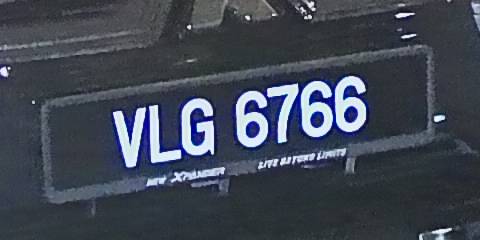 VLG 6766
NEW XPANDER LIVE BEYOND LIMITS